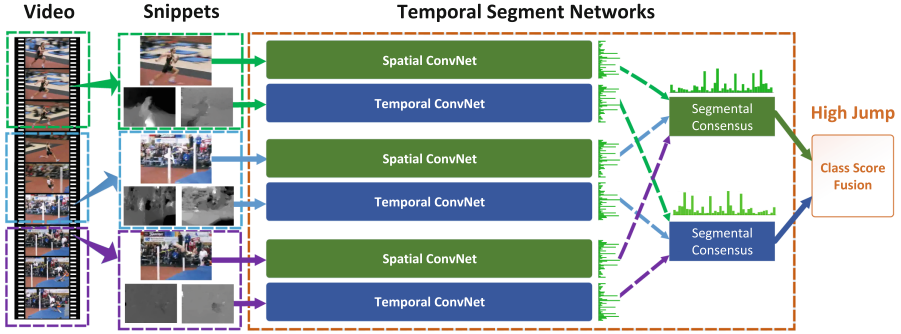 Video
Snippets
Temporal Segment Networks
Spatial ConvNet
Temporal ConvNet
Segmental
Consensus
High Jump
Spatial ConvNet
Class Score
Fusion
Temporal ConvNet
Segmental
Consensus
Spatial ConvNet
Temporal ConvNet